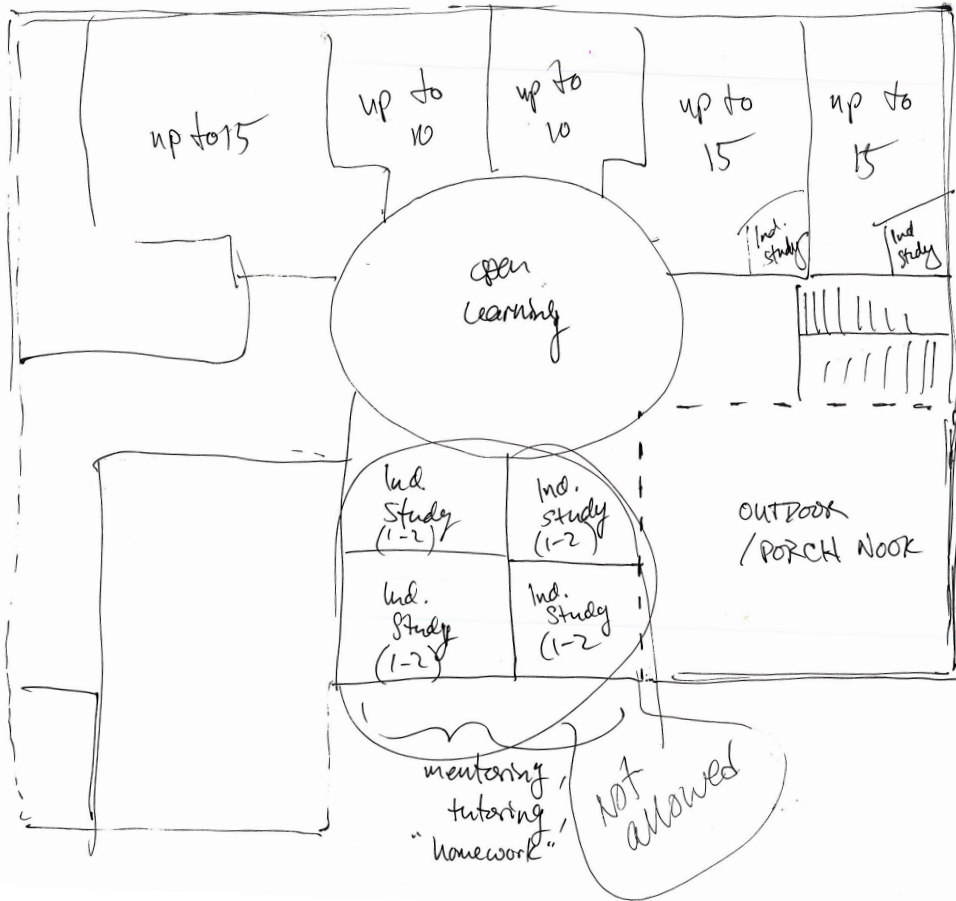 up to 15
up to
10
up to
10
up to
15
up to
15
Ind.
study
Ind
study
open
learning
Ind.
Study
(1-2)
Ind.
study
(1-2)
Ind.
Study
(1-2)
Ind.
Study
(1-2
OUTDOOR
/PORCH NOOK
mentoring,
tutoring,
"homework"
NOT
allowed